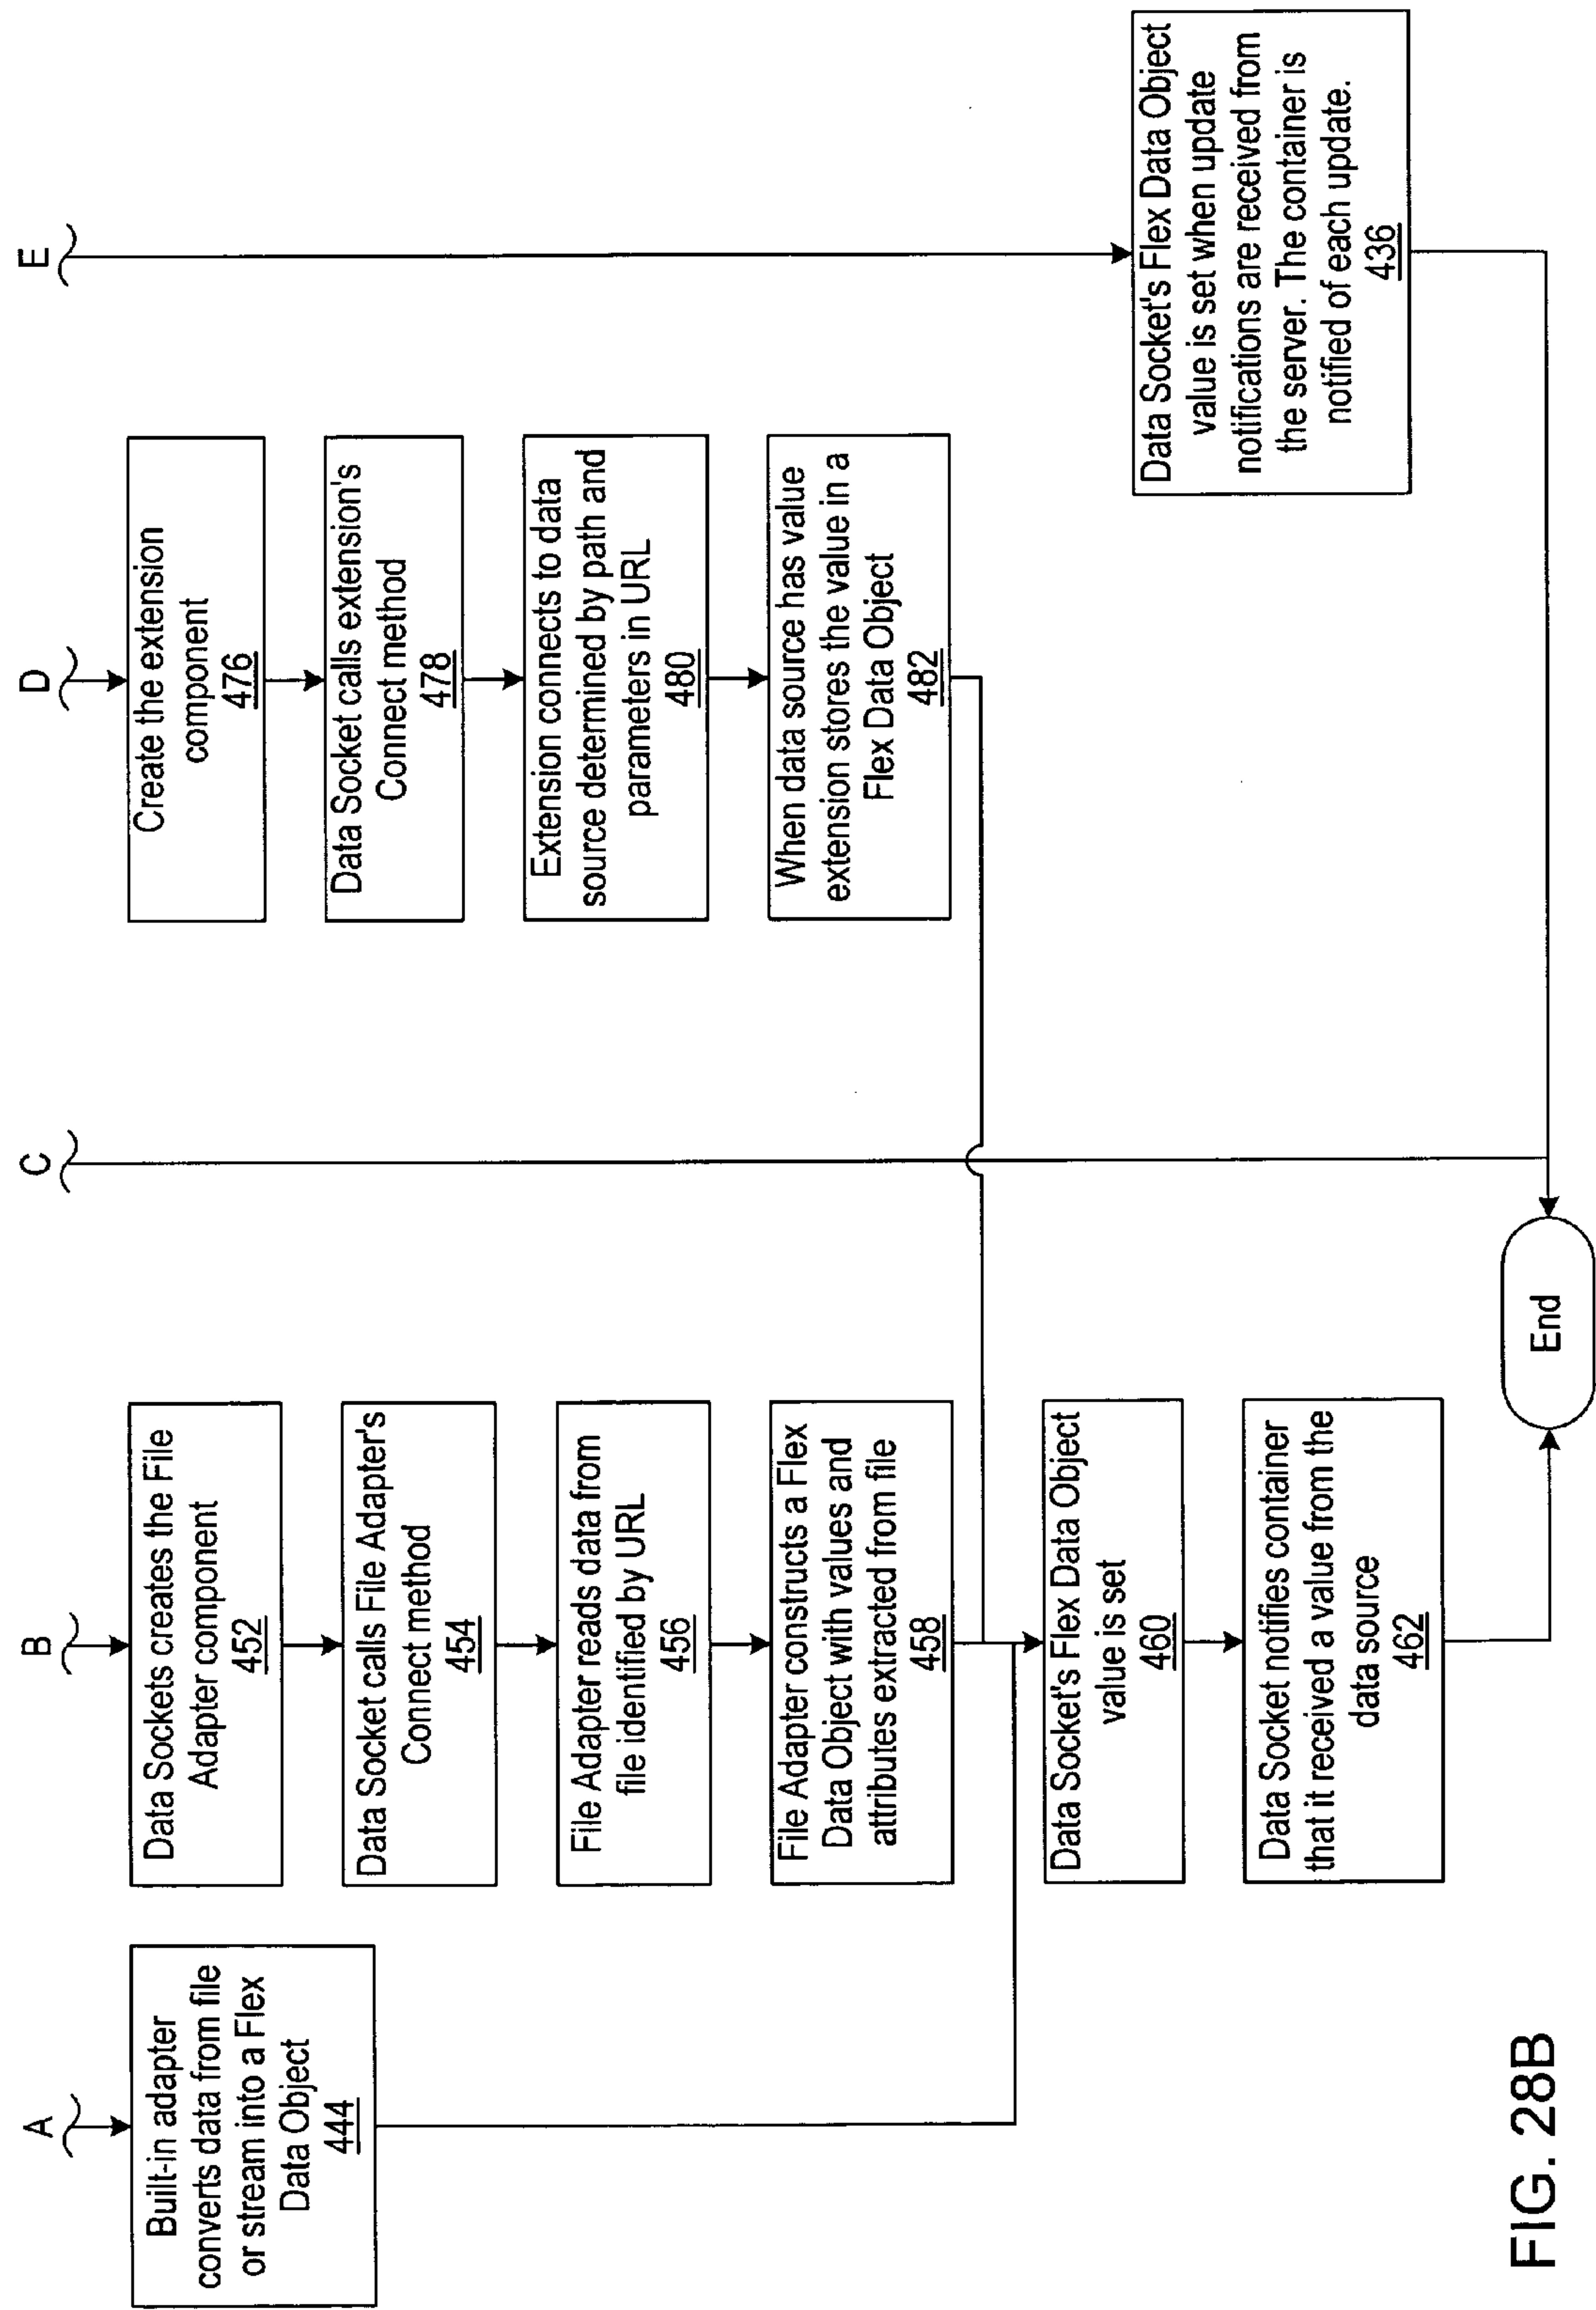 A
Built-in adapter
converts data from file
or stream into a Flex
Data Object
444
B
Data Sockets creates the File
Adapter component
452
Data Socket calls File Adapter's
Connect method
454
File Adapter reads data from
file identified by URL
456
File Adapter constructs a Flex
Data Object with values and
attributes extracted from file
458
Data Socket's Flex Data Object
value is set
460
Data Socket notifies container
that it received a value from the
data source
462
C
D
Create the extension
component
476
Data Socket calls extension's
Connect method
478
Extension connects to data
source determined by path and
parameters in URL
480
When data source has value
extension stores the value in a
Flex Data Object
482
E
Data Socket's Flex Data Object
value is set when update
notifications are received from
the server. The container is
notified of each update.
436
End
FIG. 28B